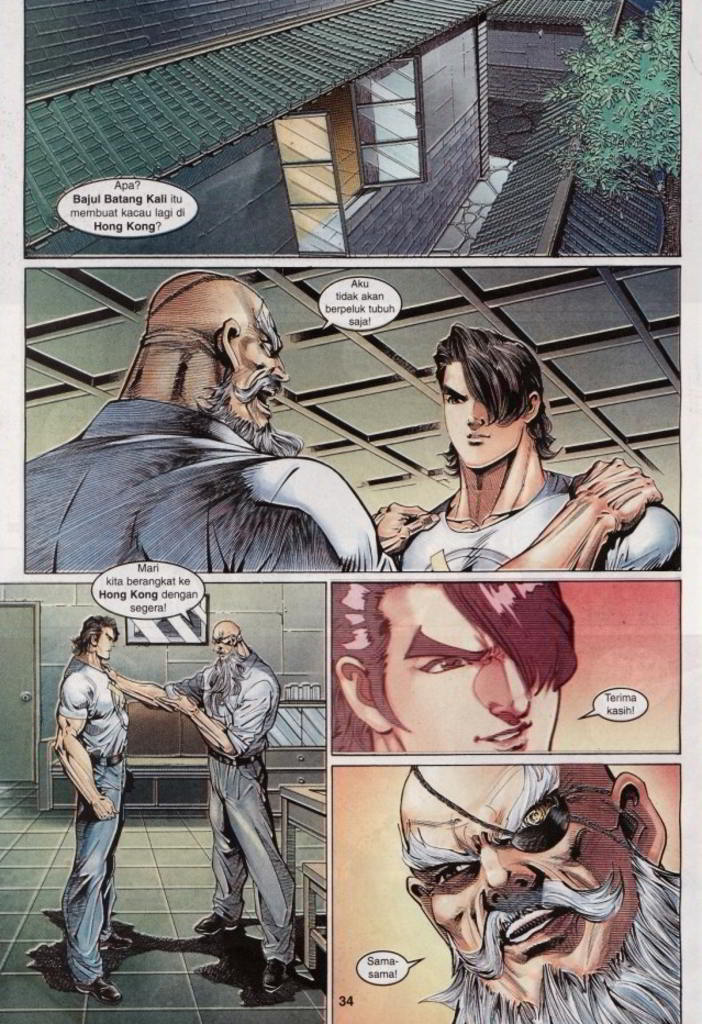 Apa?
Bajul Batang Kali itu
membuat kacau lagi di
Hong Kong?
Aku
tidak akan
berpeluk tubuh
saja!
Mari
kita berangkat ke
Hong Kong dengan
segera!
Terima
kasih!
Sama-
sama!
34